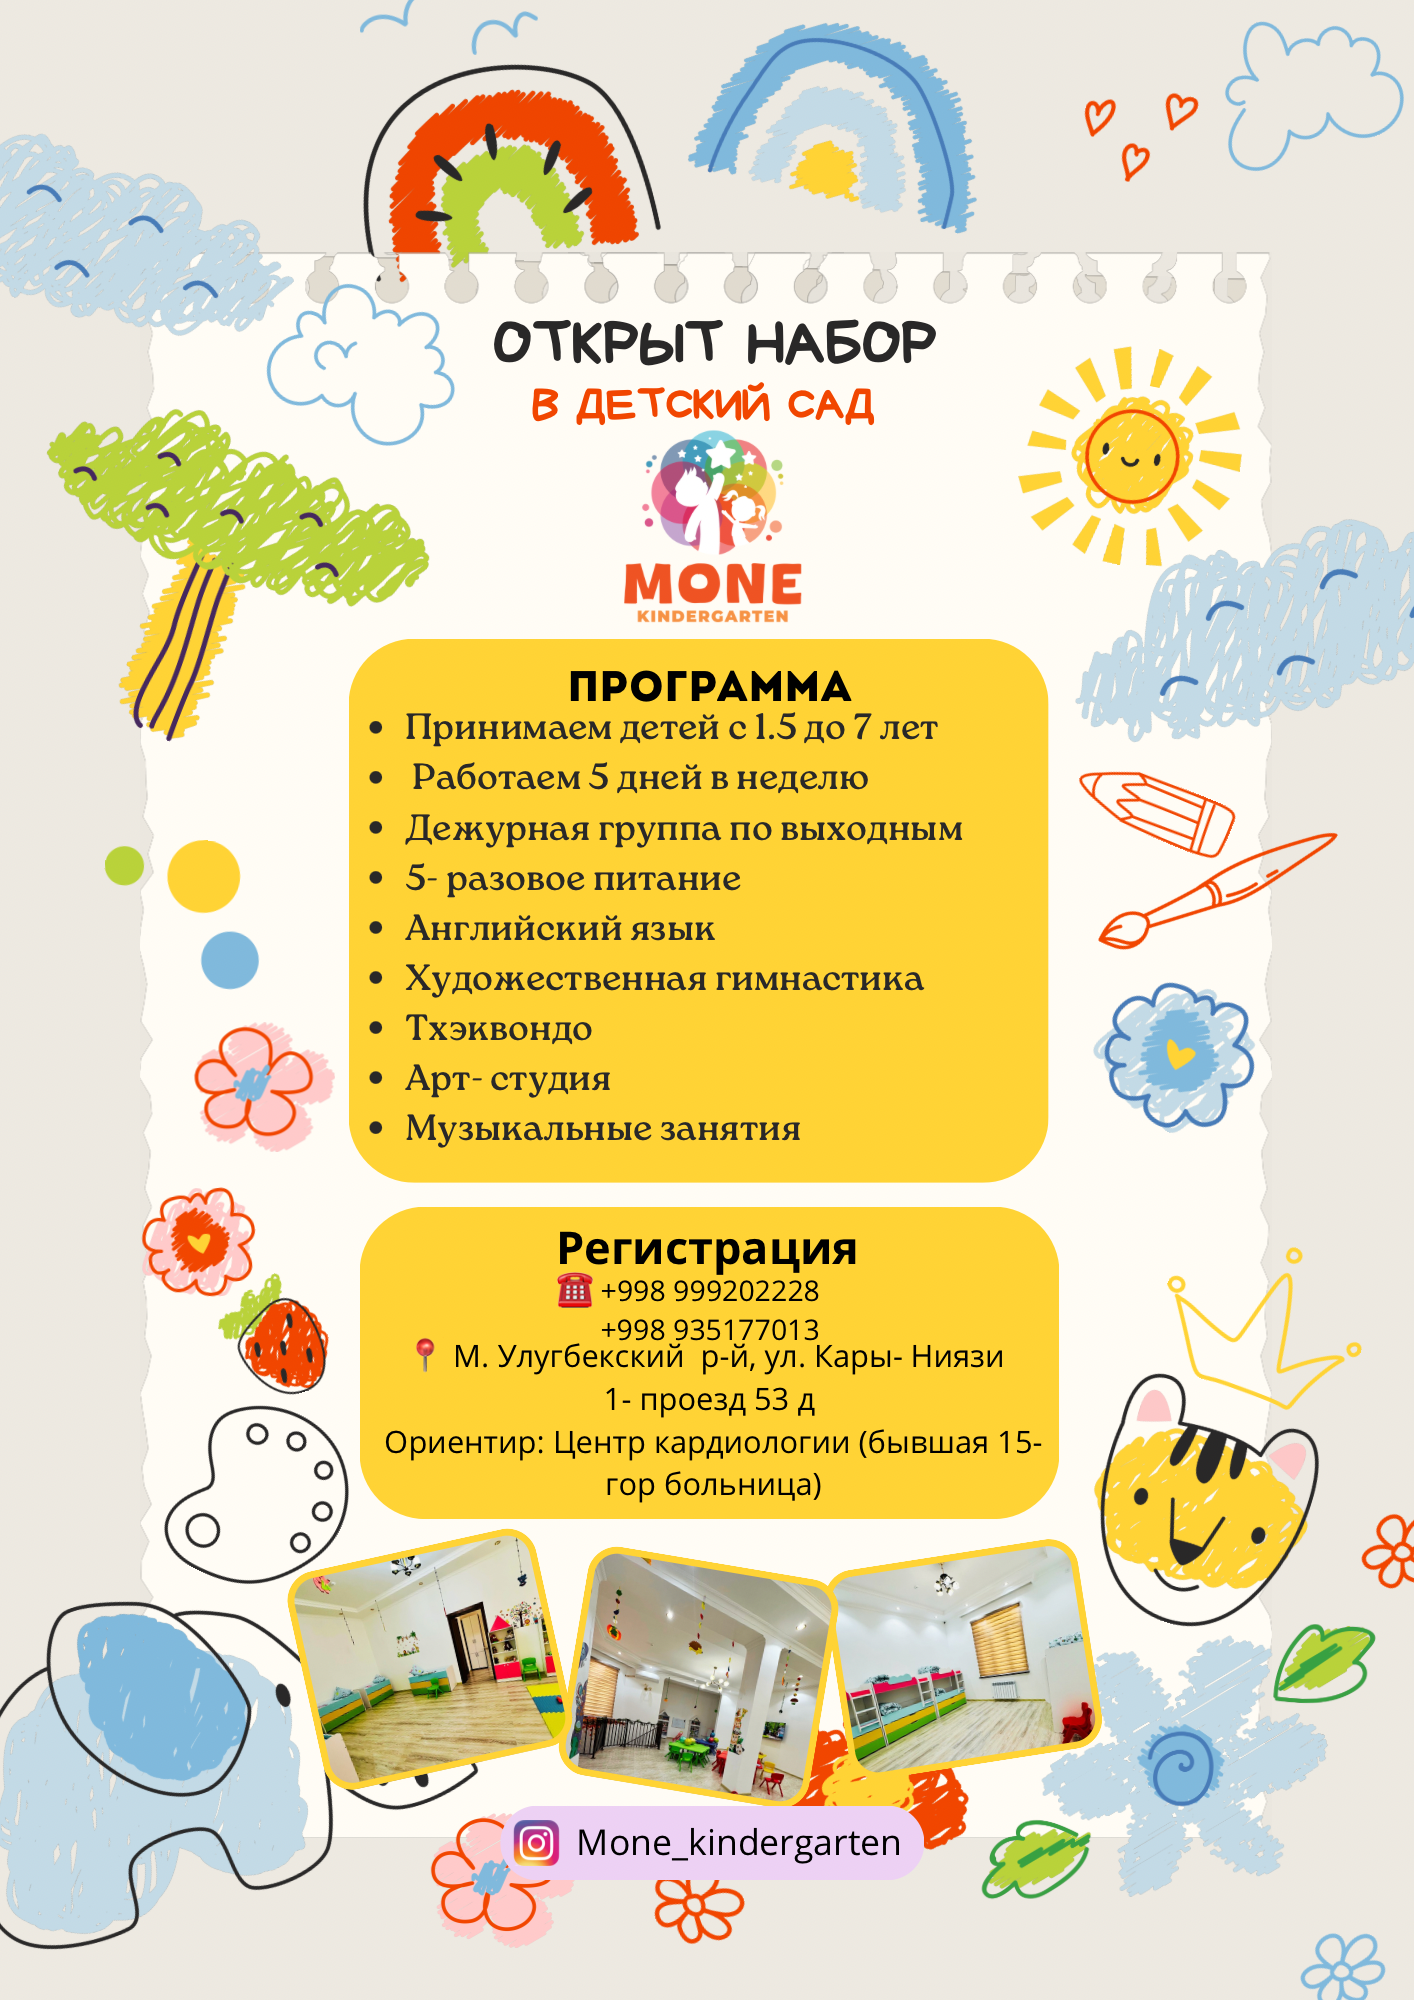 ОТКРЫТ НАБОР
В ДЕТСКИЙ САД
MONE
KINDERGARTEN
ПРОГРАММА
• Принимаем детей с 1.5 до 7 лет
• Работаем 5 дней в неделю
• Дежурная группа по выходным
• 5- разовое питание
• Английский язык
• Художественная гимнастика
• Тхэквондо
• Арт- студия
• Музыкальные занятия
Регистрация
☎️ +998 999202228
+998 935177013
📍 М. Улугбекский р-й, ул. Кары- Ниязи
1- проезд 53 д
Ориентир: Центр кардиологии (бывшая 15-
гор больница)
Mone_kindergarten